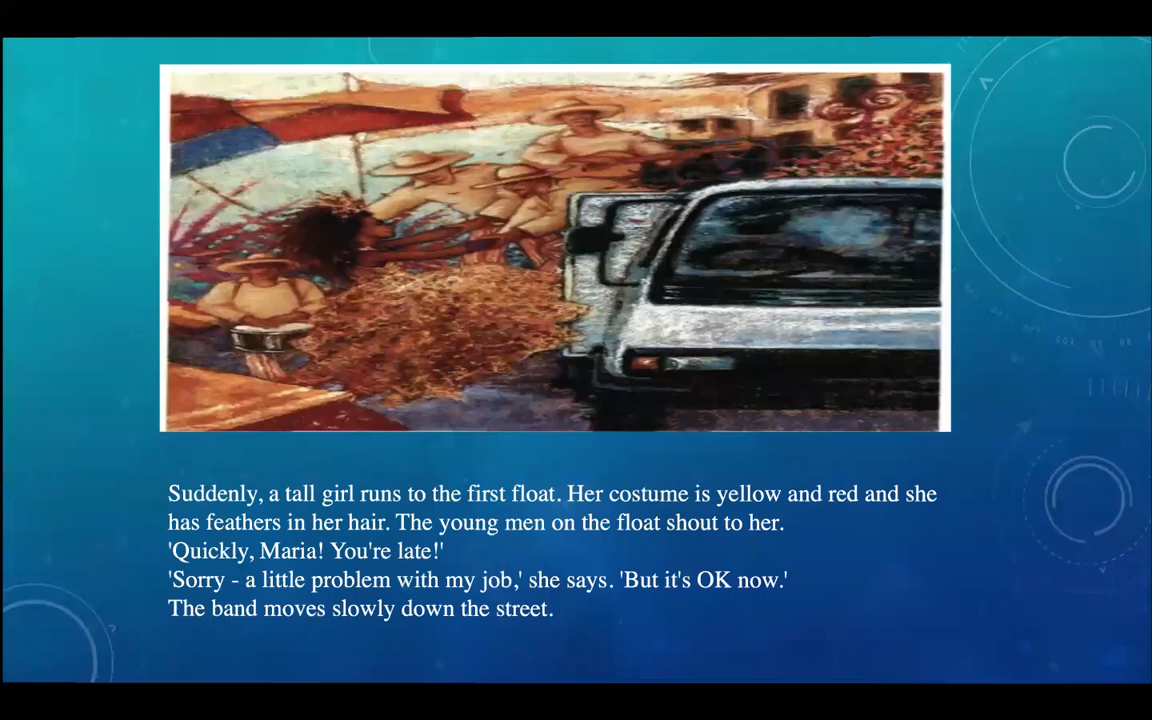 Suddenly, a tall girl runs to the first float. Her costume is yellow and red and she
has feathers in her hair. The young men on the float shout to her.
'Quickly, Maria! You're late!'
'Sorry - a little problem with my job,' she says. 'But it's OK now.'
The band moves slowly down the street.